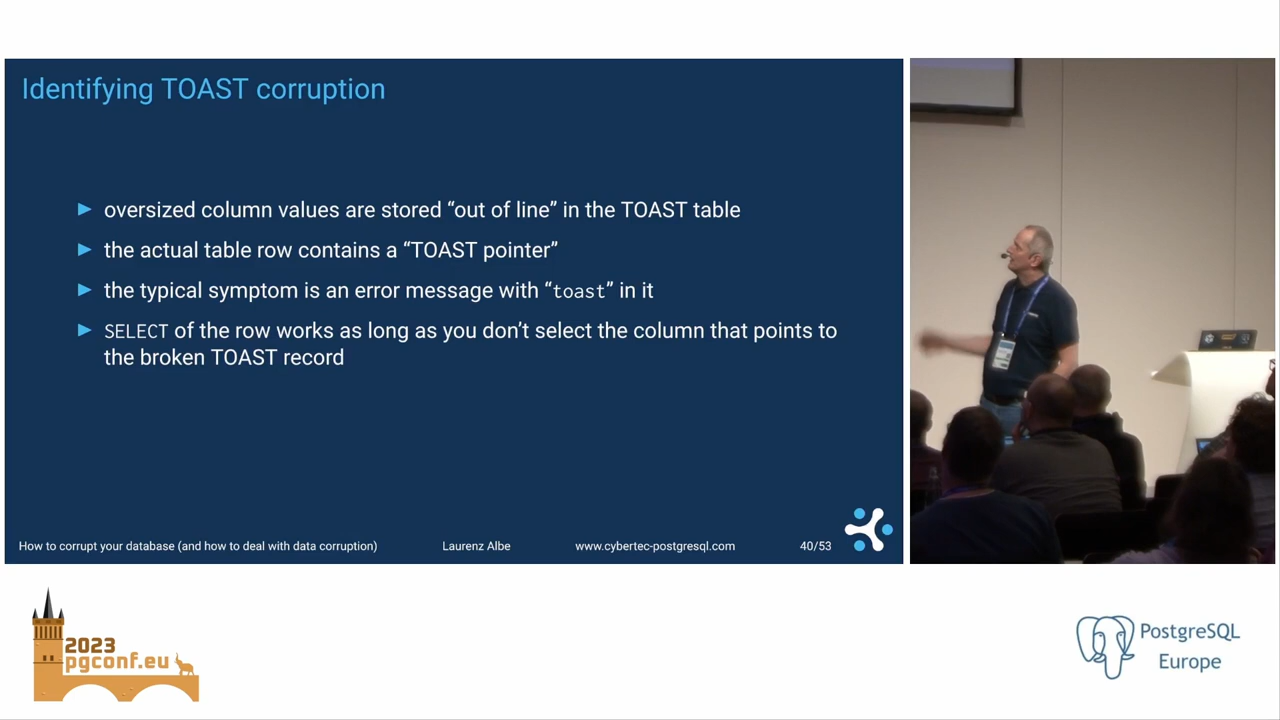 Identifying TOAST corruption
▶ oversized column values are stored “out of line” in the TOAST table
▶ the actual table row contains a “TOAST pointer”
▶ the typical symptom is an error message with “toast” in it
▶ SELECT of the row works as long as you don’t select the column that points to
the broken TOAST record
How to corrupt your database (and how to deal with data corruption) Laurenz Albe www.cybertec-postgresql.com 40/53
2023
pgconf.eu
PostgreSQL
Europe